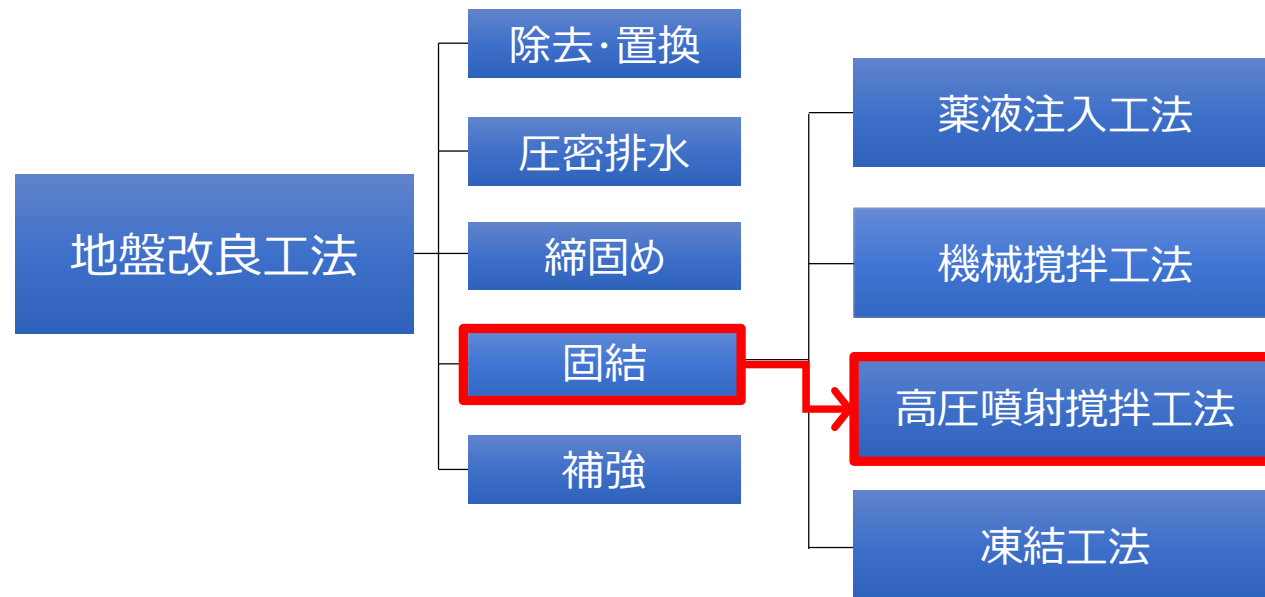 地盤改良工法
除去・置換
圧密排水
締固め
固結
補強
薬液注入工法
機械撹拌工法
高圧噴射撹拌工法
凍結工法